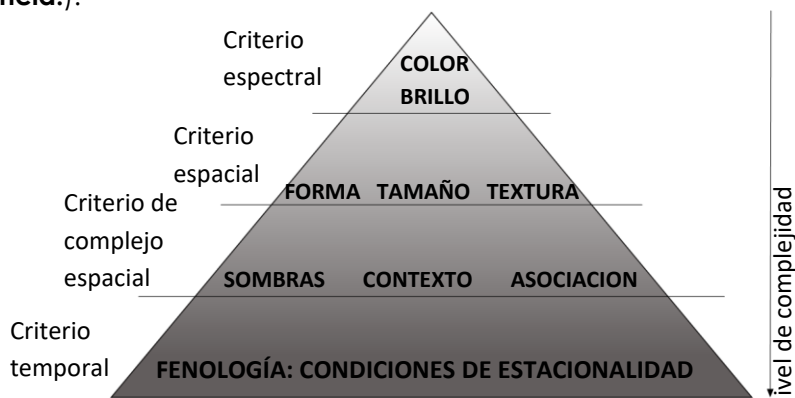 Criterio
espectral
COLOR
BRILLO
Criterio
espacial
FORMA TAMAÑO TEXTURA
Criterio de
complejo
espacial
SOMBRAS CONTEXTO ASOCIACION
Criterio
temporal
FENOLOGÍA: CONDICIONES DE ESTACIONALIDAD
ivel de complejidad